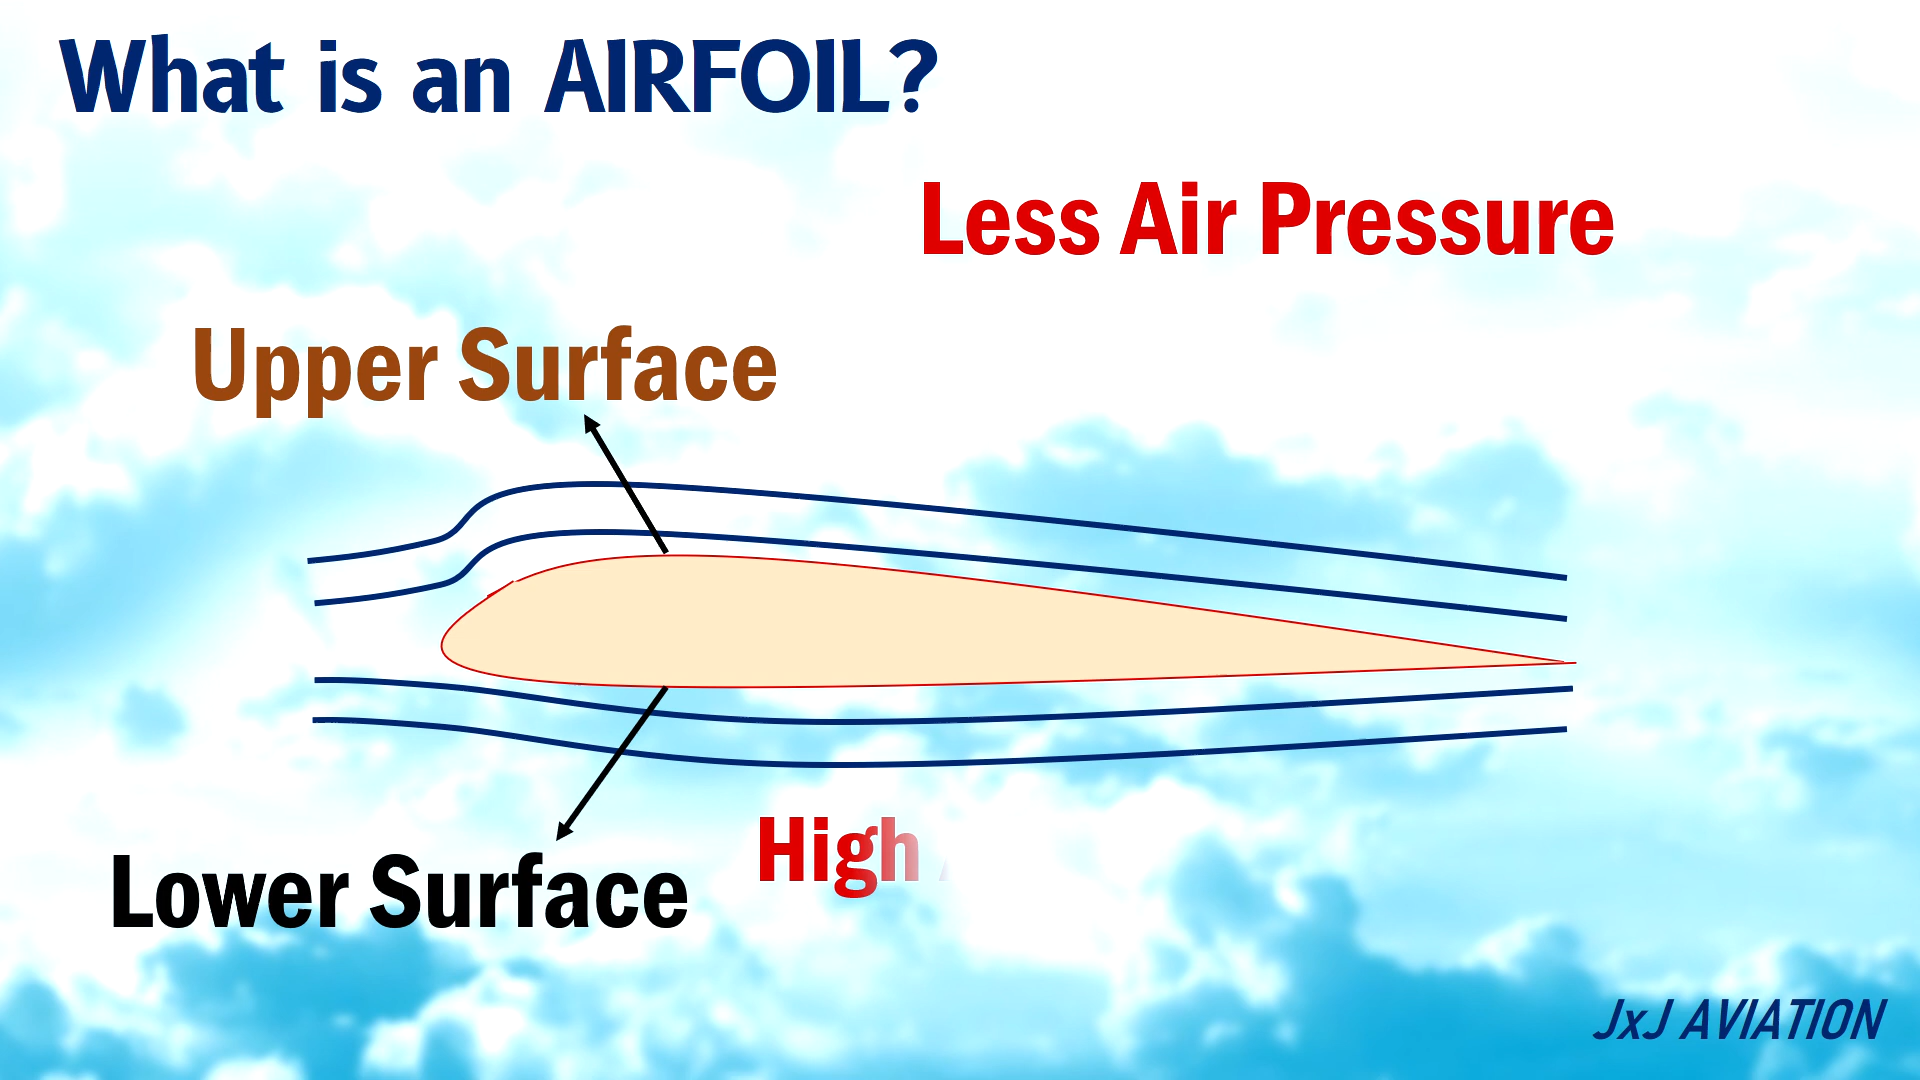 What is an AIRFOIL?
Less Air Pressure
Upper Surface
High
Lower Surface
JxJ AVIATION